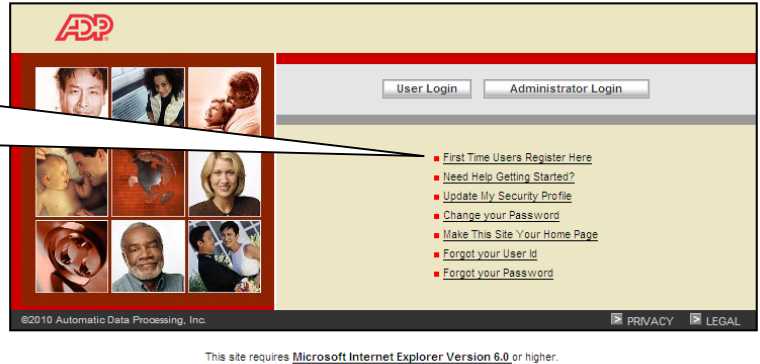 ADP
User Login Administrator Login
First Time Users Register Here
Need Help Getting Started?
Update My Security Profile
Change your Password
Make This Site Your Home Page
Forgot your User Id
Forgot your Password
©2010 Automatic Data Processing, Inc. PRIVACY LEGAL
This site requires Microsoft Internet Explorer Version 6.0 or higher.